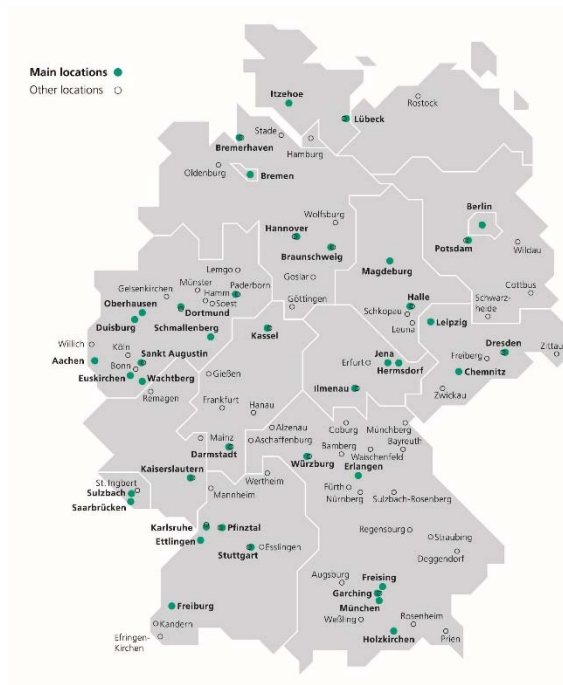 Main locations
Other locations
Itzehoe
Rostock
Lübeck
Stade
Bremerhaven
Hamburg
Oldenburg
Bremen
Berlin
Wolfsburg
Hannover
Potsdam
Wildau
Braunschweig
Magdeburg
Lemgo
Goslar
Münster
Paderborn
Gelsenkirchen
Hamm
Cottbus
Oberhausen
Soest
Göttingen
Halle
Schwarz-
heide
Dortmund
Schkopau
Duisburg
Leuna
Leipzig
Schmallenberg
Kassel
Willich
Köln
Jena
Dresden
Zittau
Aachen
Sankt Augustin
Erfurt
Freiberg
Bonn
Hermsdorf
Chemnitz
Euskirchen
Wachtberg
Gießen
Ilmenau
Zwickau
Remagen
Frankfurt
Hanau
Coburg
Münchberg
Alzenau
Mainz
Aschaffenburg
Bamberg
Bayreuth
Darmstadt
Waischenfeld
Würzburg
Erlangen
Kaiserslautern
Wertheim
St. Ingbert
Fürth
Sulzbach
Mannheim
Nürnberg
Sulzbach-Rosenberg
Saarbrücken
Karlsruhe
Pfinztal
Regensourg
Straubing
Ettlingen
Stuttgart
Esslingen
Deggendorf
Augsburg
Freising
Garching
Freiburg
München
Weßling
Rosenheim
Kandern
Efringen-
Kirchen
Holzkirchen
Prien